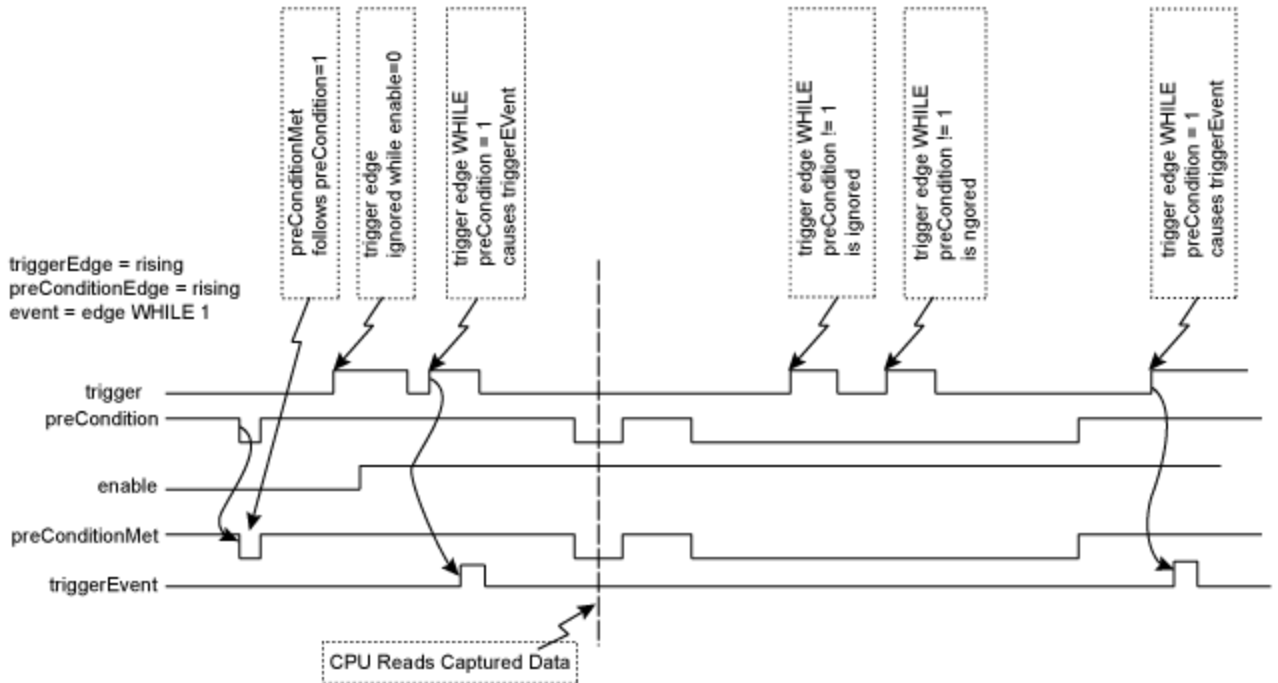 preConditionMet
follows preCondition=1
trigger edge
ignored while enable=0
trigger edge WHILE
preCondition = 1
causes triggerEVent
trigger edge WHILE
preCondition != 1
is ignored
trigger edge WHILE
preCondition != 1
is ngored
trigger edge WHILE
preCondition = 1
causes triggerEvent
triggerEdge = rising
preConditionEdge = rising
event = edge WHILE 1
trigger
preCondition
enable
preConditionMet
triggerEvent
CPU Reads Captured Data